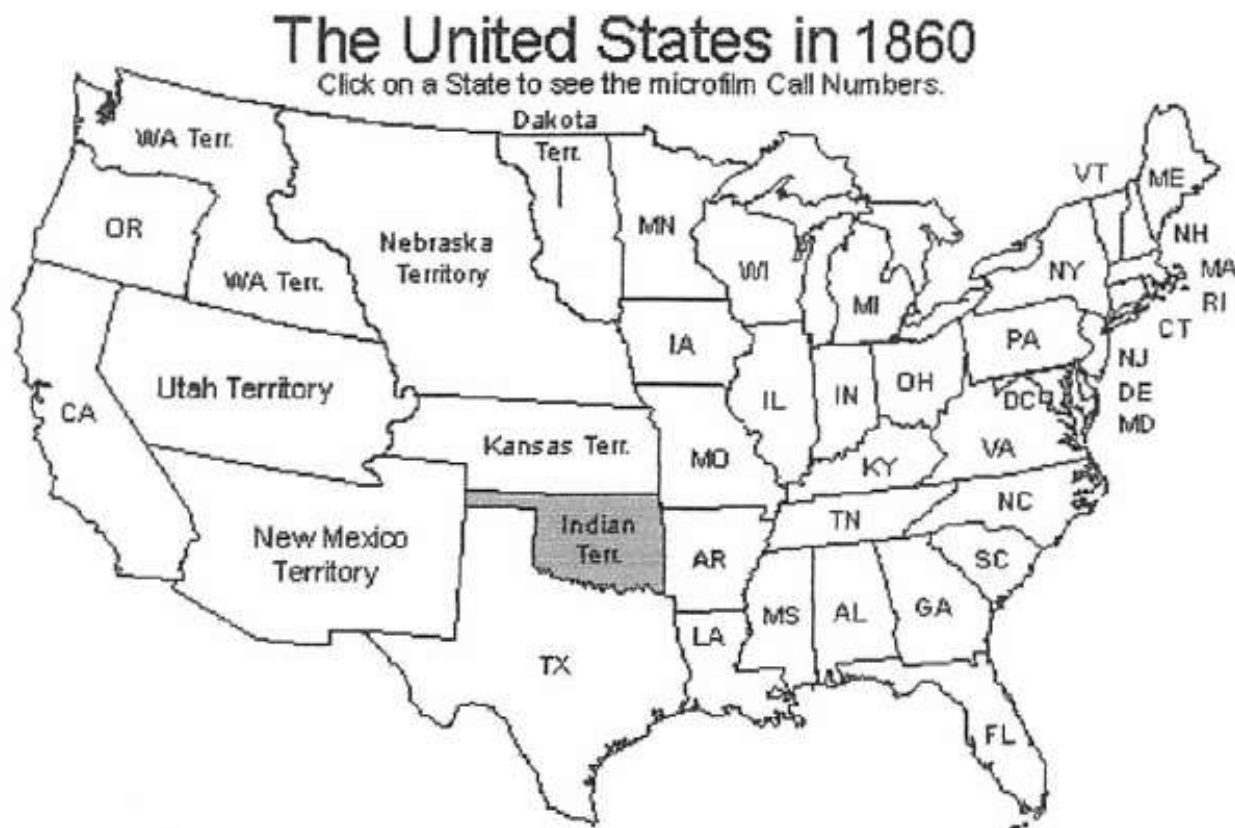 The United States in 1860
Click on a State to see the microfilm Call Numbers.
Dakota
Terr.
WA Terr.
VT
ME
OR
MN
NH
Nebraska
Territory
WI
NY
MA
WA Terr.
MI
RI
CT
IA
PA
NJ
Utah Territory
OH
DE
IL
IN
DC
CA
MD
Kansas Terr.
MO
KY
VA
Indian
Terr.
TN
NC
New Mexico
Territory
AR
SC
MS
AL
GA
LA
TX
FL